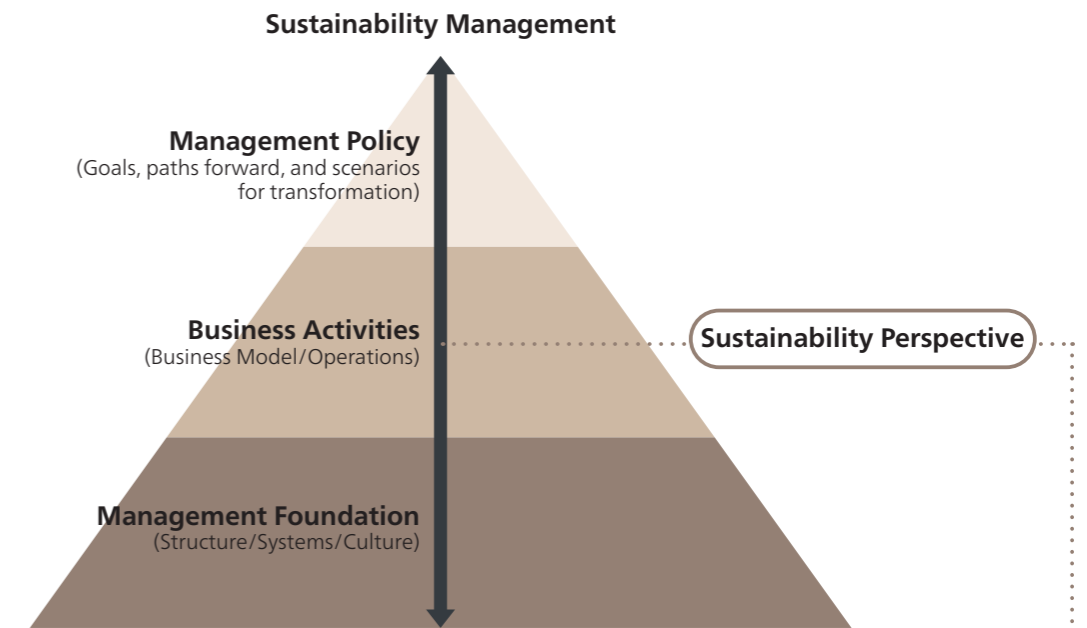 Sustainability Management
Management Policy
(Goals, paths forward, and scenarios
for transformation)
Business Activities
(Business Model/Operations)
Sustainability Perspective
Management Foundation
(Structure/Systems/Culture)